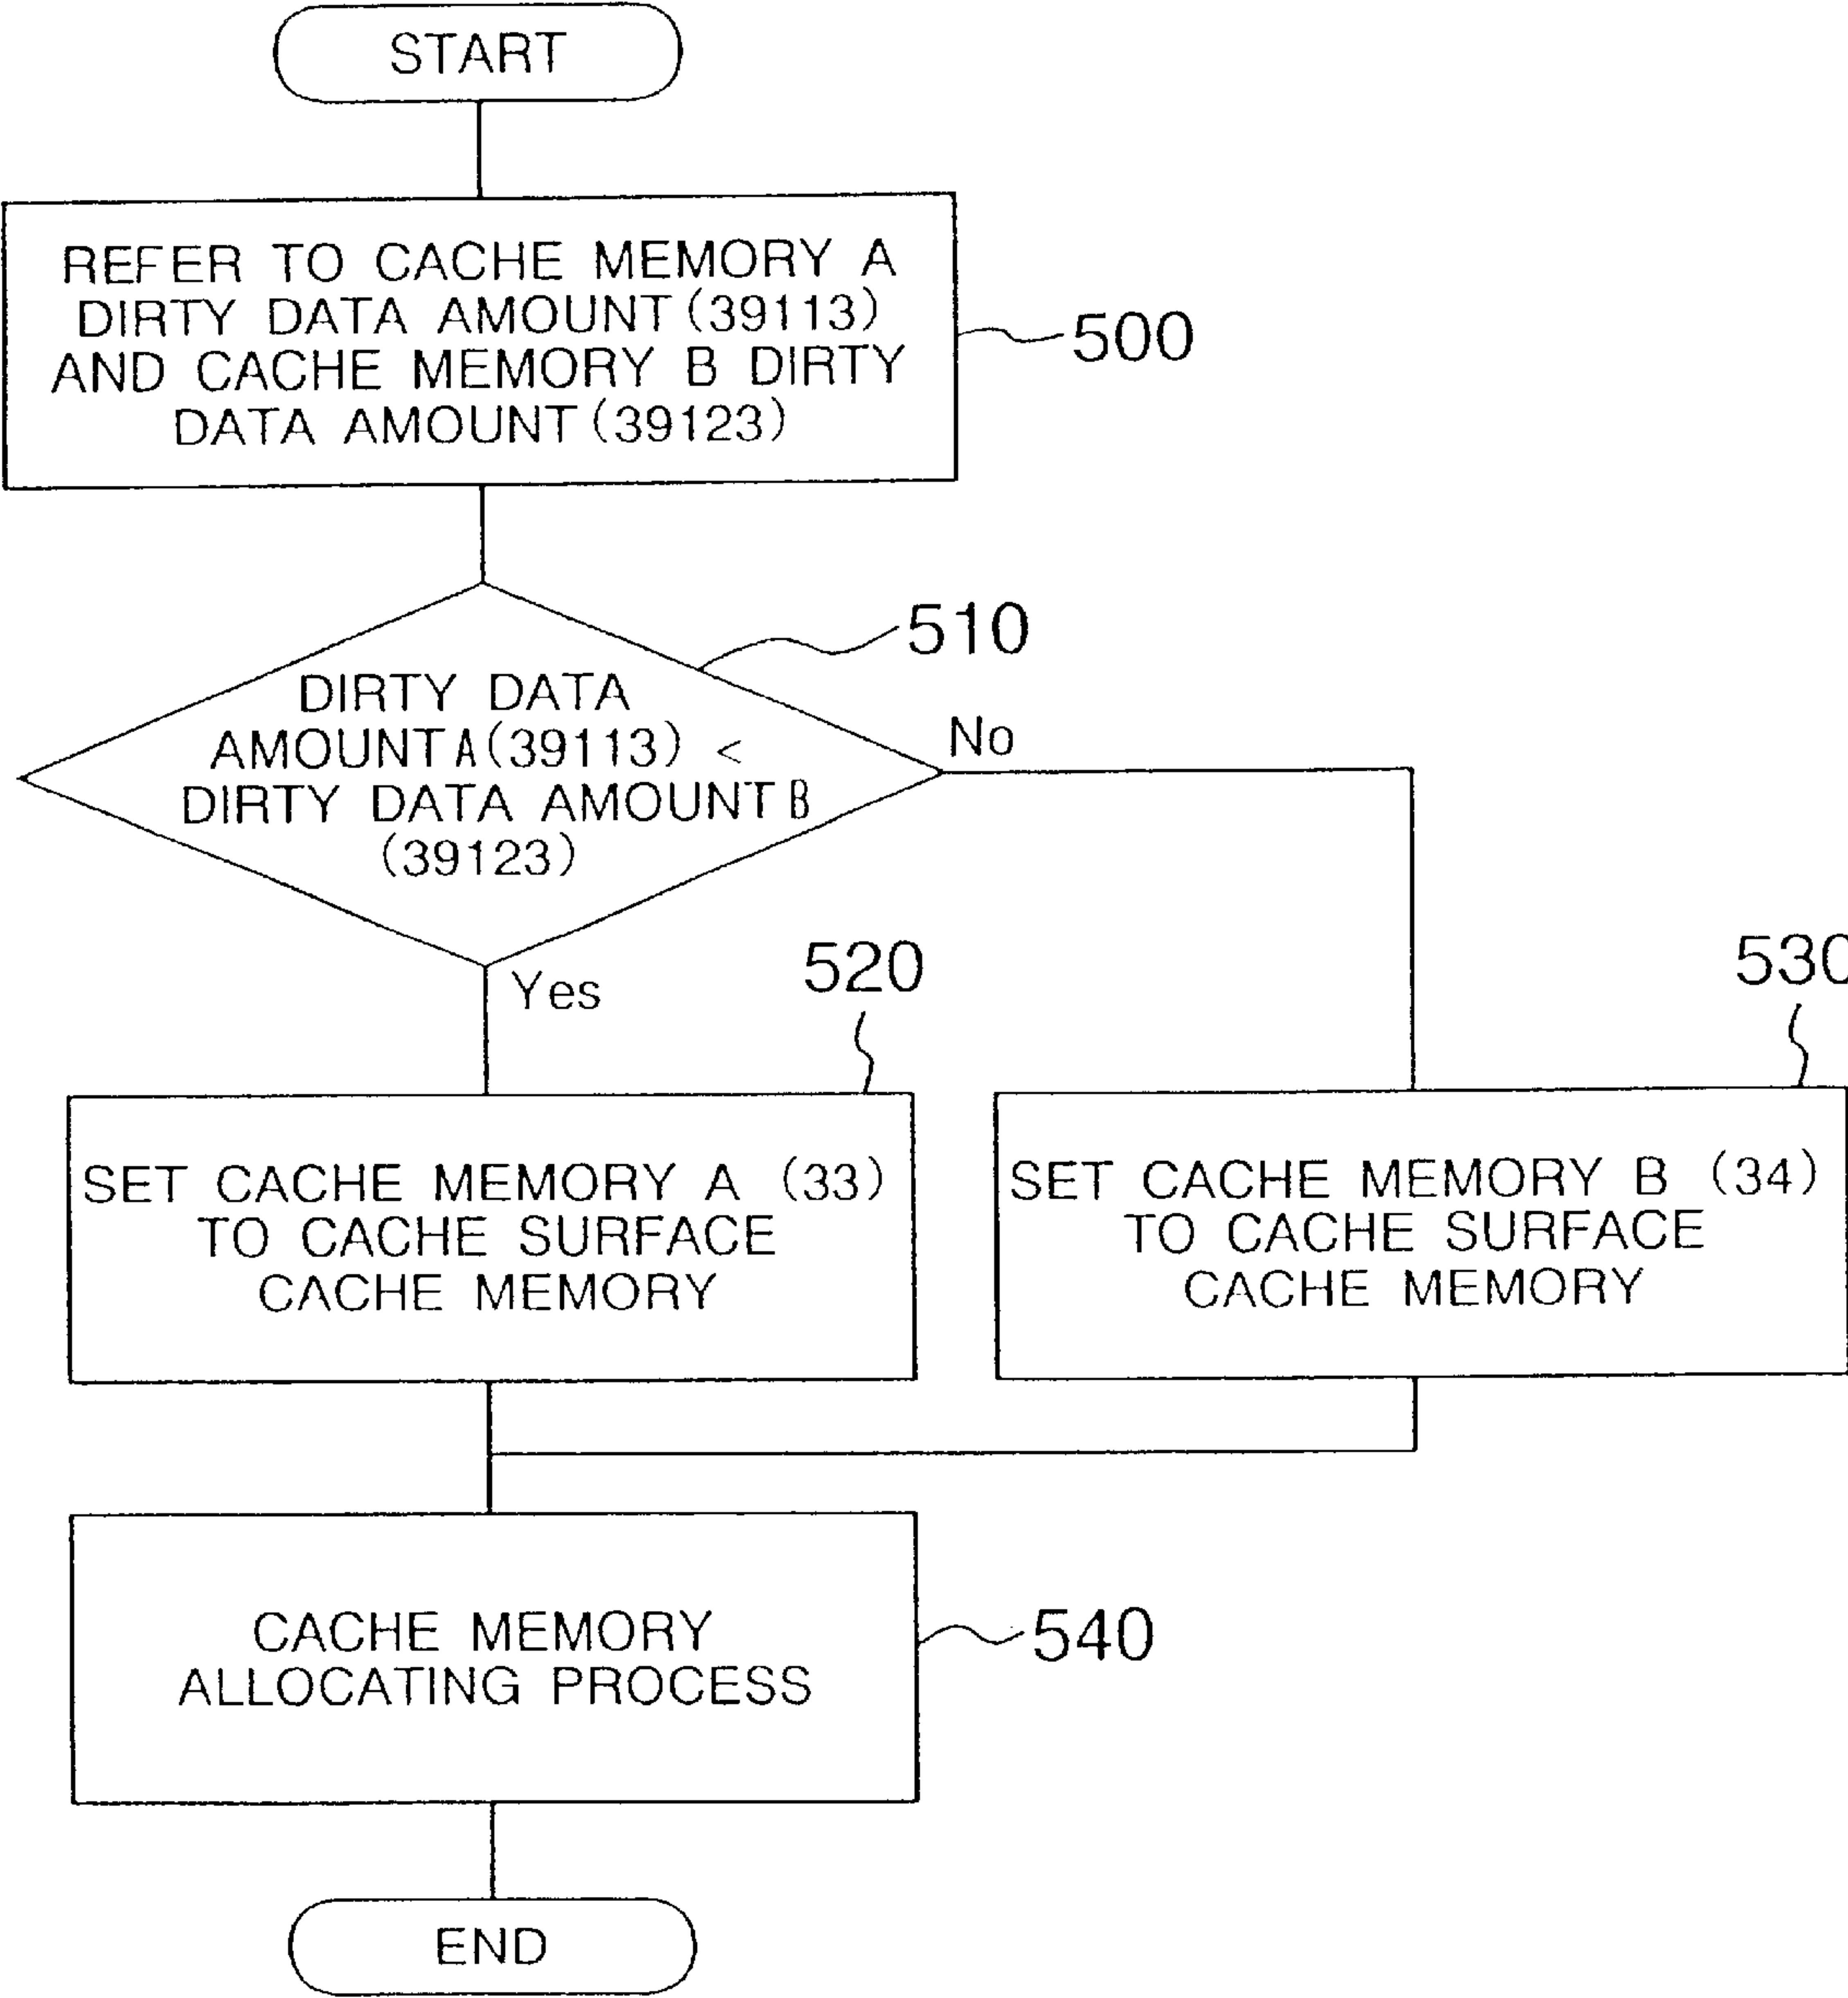 START
REFER TO CACHE MEMORY A
DIRTY DATA AMOUNT(39113)
AND CACHE MEMORY B DIRTY
DATA AMOUNT(39123)
500
510
DIRTY DATA
AMOUNT A(39113) <
DIRTY DATA AMOUNT B
(39123)
No
Yes
520
530
SET CACHE MEMORY A (33)
TO CACHE SURFACE
CACHE MEMORY
SET CACHE MEMORY B (34)
TO CACHE SURFACE
CACHE MEMORY
CACHE MEMORY
ALLOCATING PROCESS
540
END